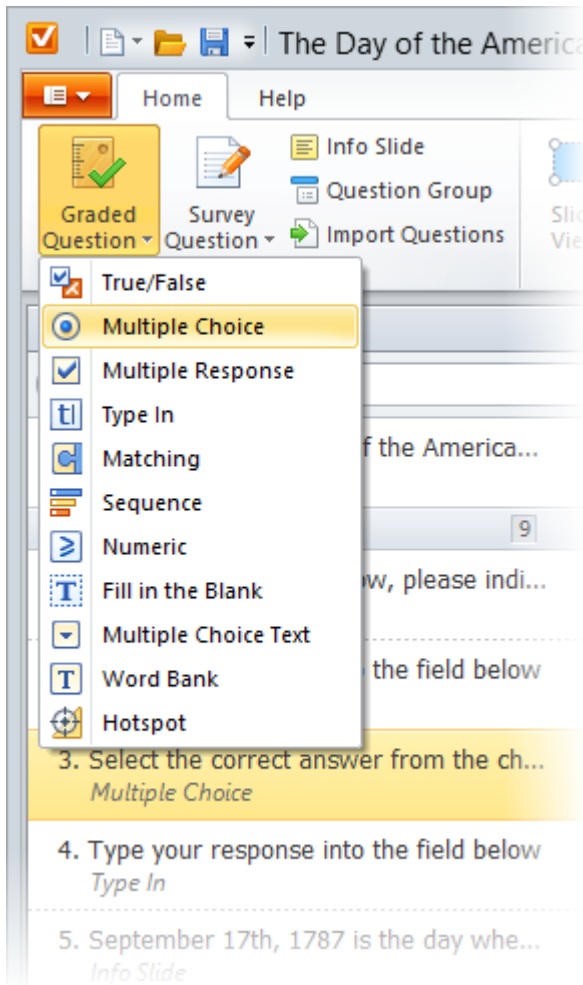 The Day of the Americ
Home Help
Graded Question
Survey Question
Info Slide
Question Group
Import Questions
True/False
Multiple Choice
Multiple Response
Type In
Matching
Sequence
Numeric
Fill in the Blank
Multiple Choice Text
Word Bank
Hotspot
f the America...
9
ow, please indi...
the field below
3. Select the correct answer from the ch...
Multiple Choice
4. Type your response into the field below
Type In
5. September 17th, 1787 is the day whe...
Info Slide